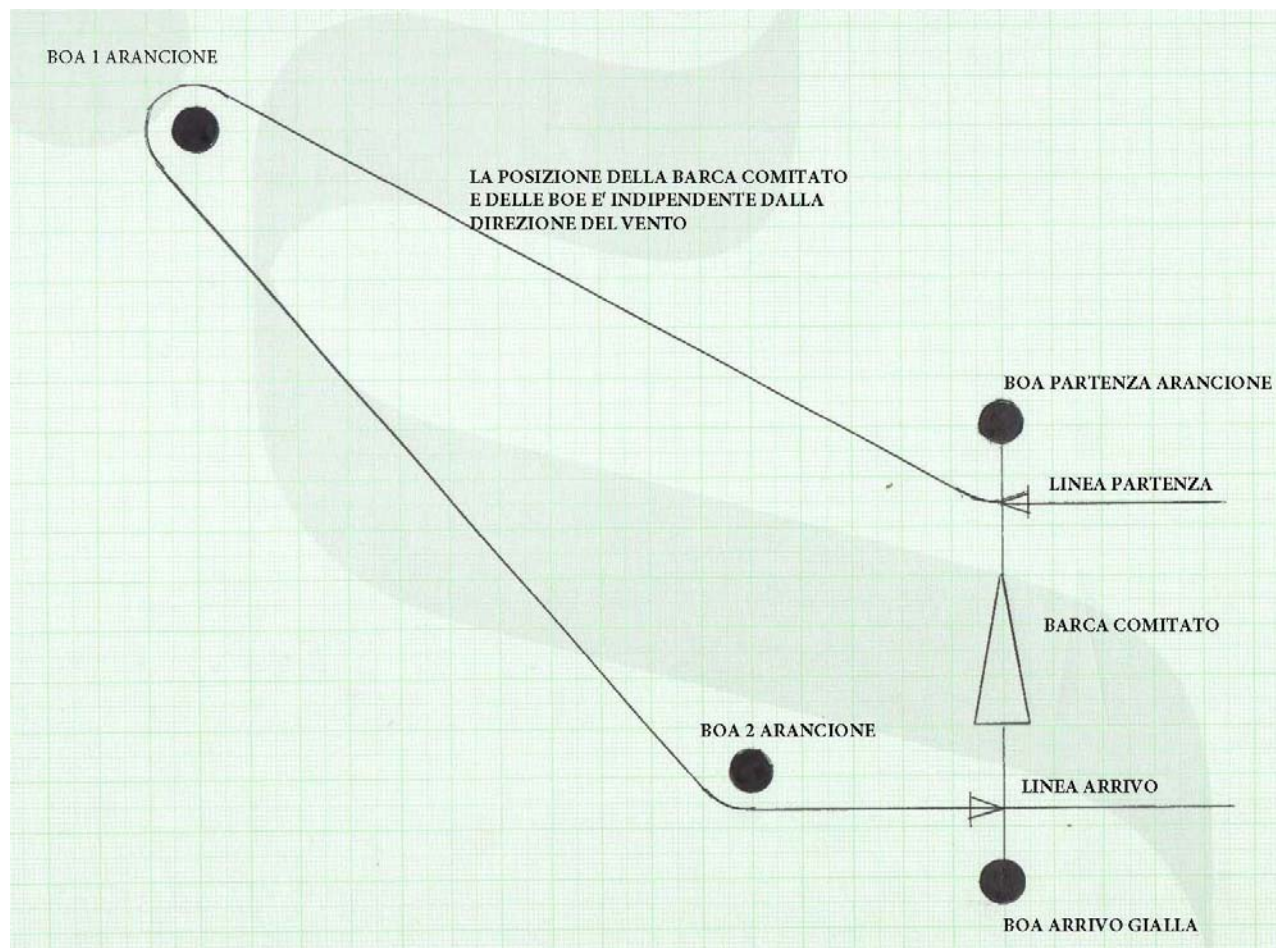 BOA 1 ARANCIONE
LA POSIZIONE DELLA BARCA COMITATO
E DELLE BOE E' INDIPENDENTE DALLA
DIREZIONE DEL VENTO
BOA PARTENZA ARANCIONE
LINEA PARTENZA
BARCA COMITATO
BOA 2 ARANCIONE
LINEA ARRIVO
BOA ARRIVO GIALLA